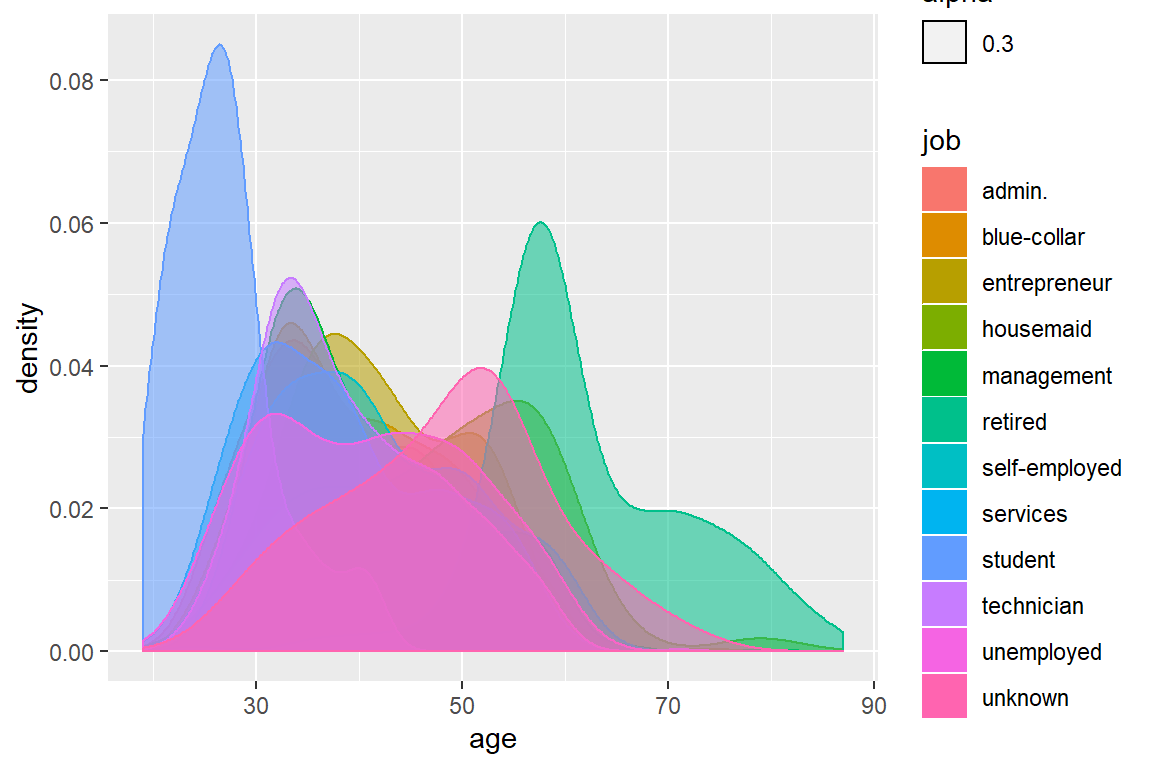 alpha
0.3
job
admin.
blue-collar
entrepreneur
housemaid
management
retired
self-employed
services
student
technician
unemployed
unknown
density
0.08
0.06
0.04
0.02
0.00
30 50 70 90
age